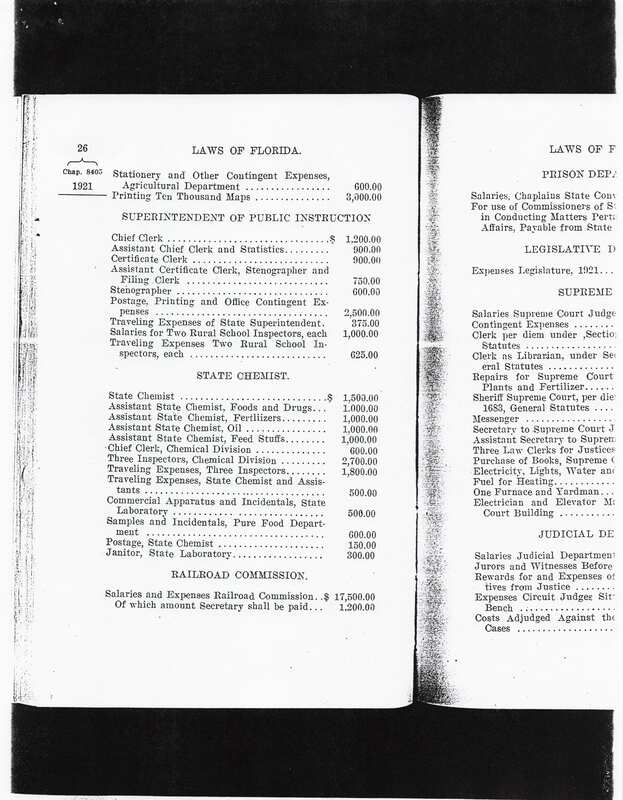 26
LAWS OF FLORIDA.
Chap. 8403
1921
Stationery and Other Contingent Expenses,
Agricultural Department ................. 600.00
Printing Ten Thousand Maps ............... 3,000.00
SUPERINTENDENT OF PUBLIC INSTRUCTION
Chief Clerk ................................$ 1,200.00
Assistant Chief Clerk and Statistics......... 900.00
Certificate Clerk ........................... 900.00
Assistant Certificate Clerk, Stenographer and
Filing Clerk ............................ 750.00
Stenographer .............................. 600.00
Postage, Printing and Office Contingent Ex-
penses .................................. 2,500.00
Traveling Expenses of State Superintendent. 375.00
Salaries for Two Rural School Inspectors, each 1,000.00
Traveling Expenses Two Rural School In-
spectors, each ........................... 625.00
STATE CHEMIST.
State Chemist .............................$ 1,500.00
Assistant State Chemist, Foods and Drugs... 1.000.00
Assistant State Chemist, Fertilizers......... 1,000.00
Assistant State Chemist, Oil ................ 1,000.00
Assistant State Chemist, Feed Stuffs........ 1,000.00
Chief Clerk, Chemical Division .............. 600.00
Three Inspectors, Chemical Division ......... 2,700.00
Traveling Expenses, Three Inspectors........ 1,800.00
Traveling Expenses, State Chemist and Assis-
tants ................................... 500.00
Commercial Apparatus and Incidentals, State
Laboratory .............................. 500.00
Samples and Incidentals, Pure Food Depart-
ment ................................... 600.00
Postage, State Chemist ..................... 150.00
Janitor, State Laboratory.................. 300.00
RAILROAD COMMISSION.
Salaries and Expenses Railroad Commission..$ 17,500.00
Of which amount Secretary shall be paid... 1,200.00
LAWS OF F
PRISON DEPA
Salaries, Chaplains State Conv
For use of Commissioners of S
in Conducting Matters Perta
Affairs, Payable from State
LEGISLATIVE D
Expenses Legislature, 1921...
SUPREME
Salaries Supreme Court Judge
Contingent Expenses ........
Clerk per diem under Sectio
Statutes ..................
Clerk as Librarian, under Se
eral Statutes .............
Repairs for Supreme Court
Plants and Fertilizer......
Sheriff Supreme Court, per die
1683, General Statutes ....
Messenger .................
Secretary to Supreme Court J
Assistant Secretary to Suprem
Three Law Clerks for Justices
Purchase of Books, Supreme C
Electricity, Lights, Water and
Fuel for Heating............
One Furnace and Yardman...
Electrician and Elevator Ma
Court Building ..........
JUDICIAL DE
Salaries Judicial Department
Jurors and Witnesses Before
Rewards for and Expenses of
tives from Justice ........
Expenses Circuit Judges Sit
Bench ...................
Costs Adjudged Against the
Cases ...................